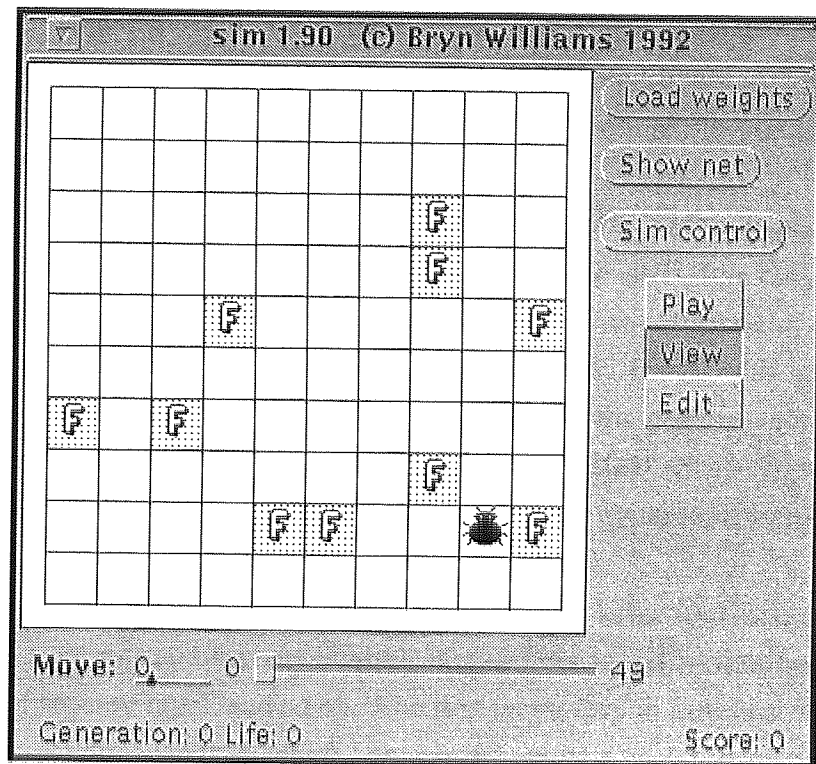 sim 1.90 (c) Bryn Williams 1992
Load weights
Show net
F
Sim control
F
Play
F F
View
Edit
F F
F
F F F
Move: 0 0 49
Generation: 0 Life: 0 Score: 0